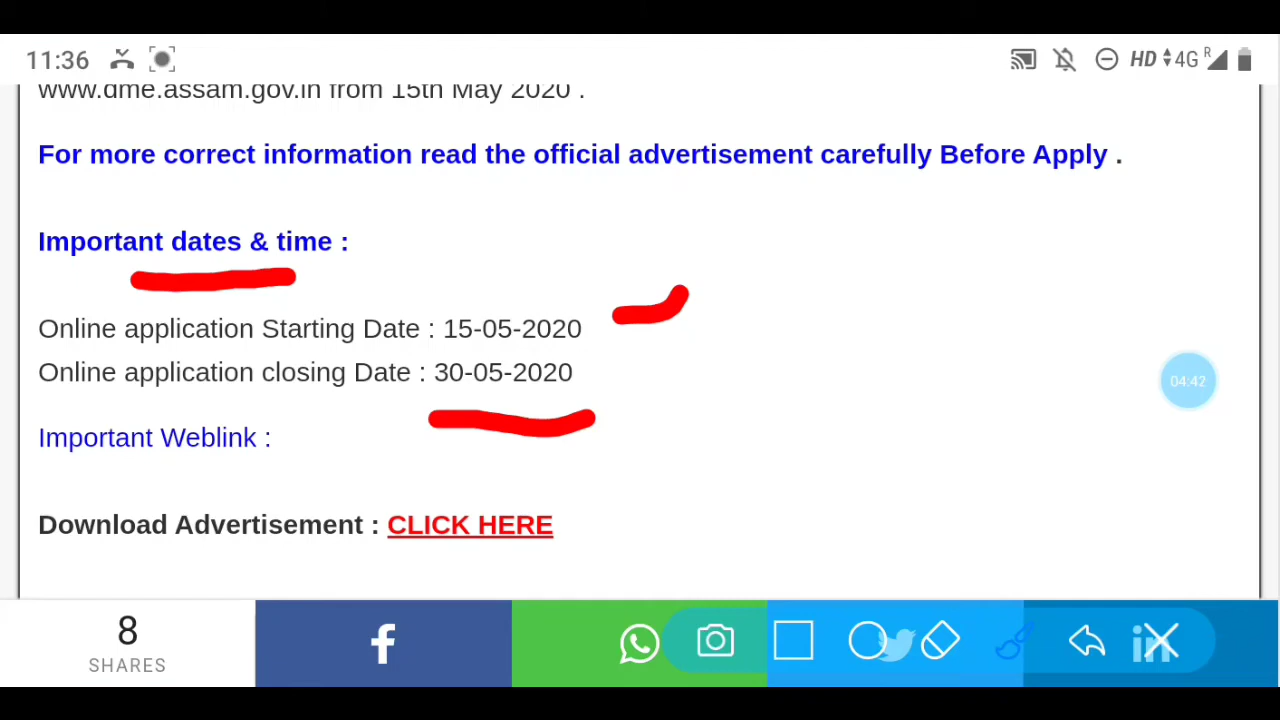 11:36
HD 4G R
www.dme.assam.gov.in from 15th May 2020 .
For more correct information read the official advertisement carefully Before Apply .
Important dates & time :
Online application Starting Date : 15-05-2020
Online application closing Date : 30-05-2020
04:42
Important Weblink :
Download Advertisement : CLICK HERE
8
SHARES